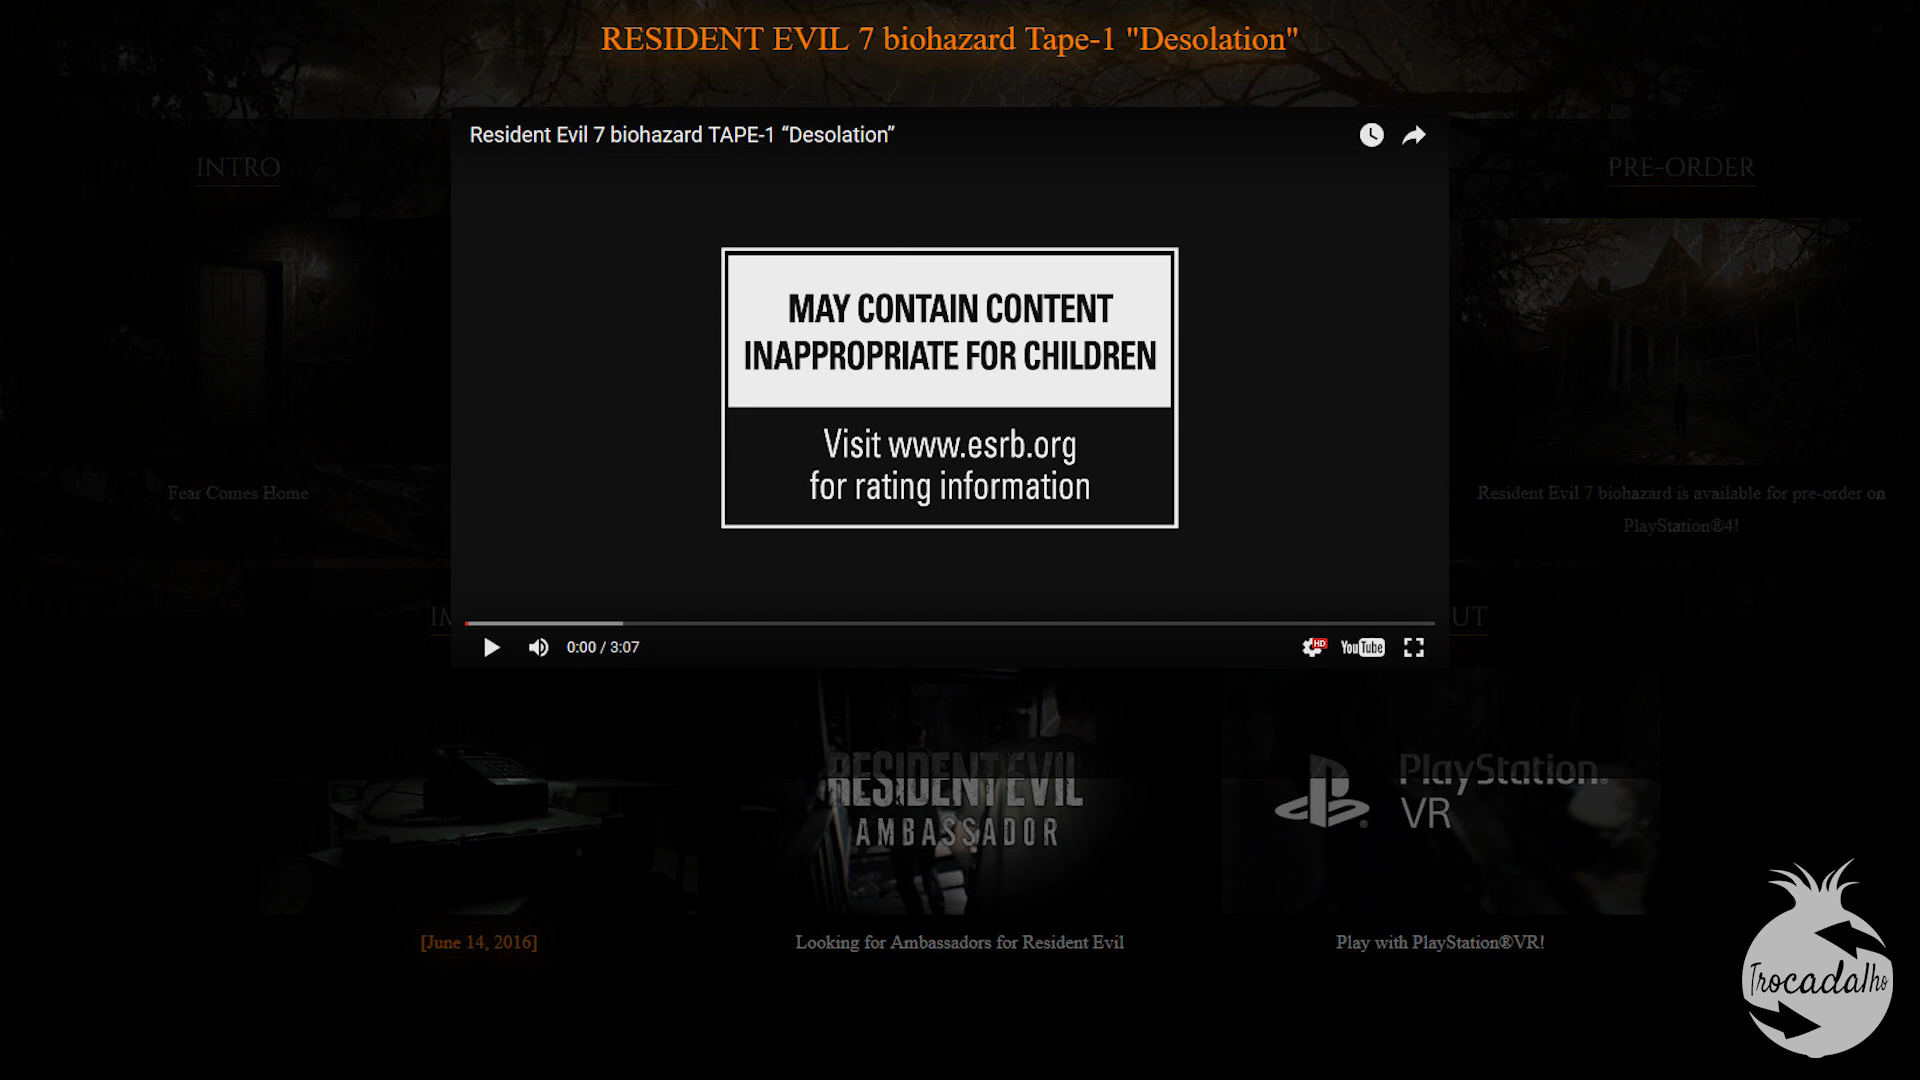 RESIDENT EVIL 7 biohazard Tape-1 "Desolation"
Resident Evil 7 biohazard TAPE-1 “Desolation”
INTRO
PRE-ORDER
MAY CONTAIN CONTENT
INAPPROPRIATE FOR CHILDREN
Visit www.esrb.org
for rating information
Fear Comes Home
Resident Evil 7 biohazard is available for pre-order on
PlayStation®4!
0:00 / 3:07
HD
YouTube
RESIDENT EVIL
AMBASSADOR
PlayStation®
VR
[June 14, 2016]
Looking for Ambassadors for Resident Evil
Play with PlayStation®VR!
Trocadalho